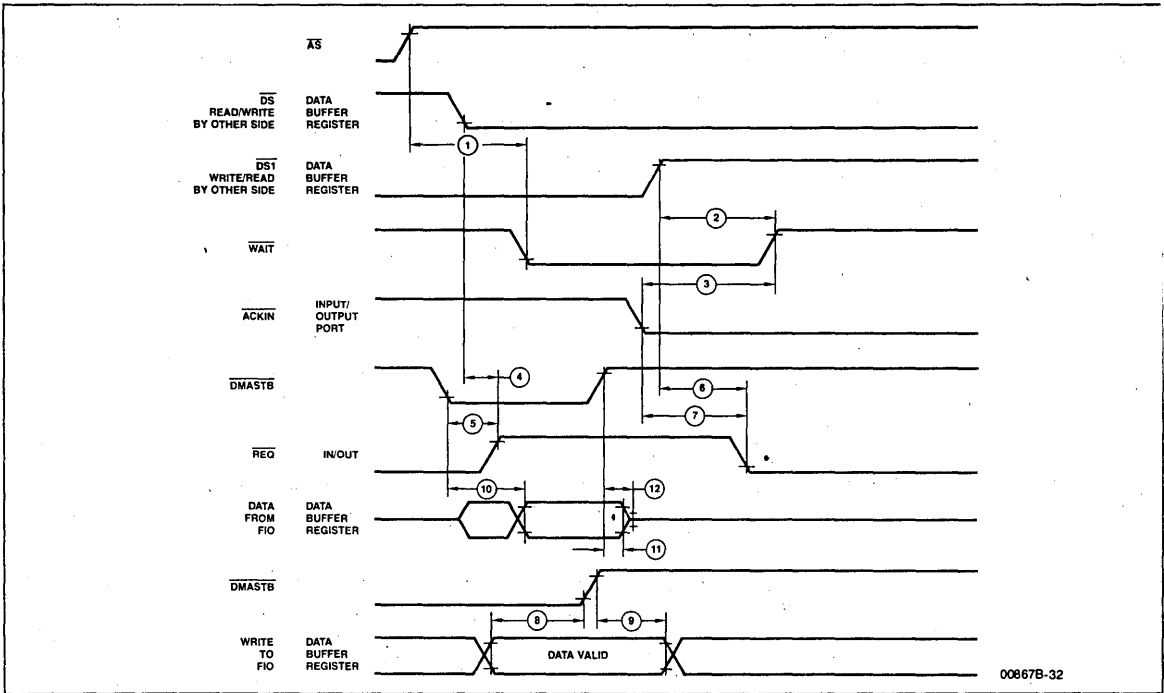 AS
DS DATA
READ/WRITE BUFFER
BY OTHER SIDE REGISTER
1
DS1 DATA
WRITE/READ BUFFER
BY OTHER SIDE REGISTER
2
WAIT
3
ACKIN INPUT/
OUTPUT
PORT
DMASTB
4
6
5
7
REQ IN/OUT
10
12
DATA DATA
FROM BUFFER
FIO REGISTER
4
11
DMASTB
8
9
WRITE DATA
TO BUFFER
FIO REGISTER
DATA VALID
00867B-32